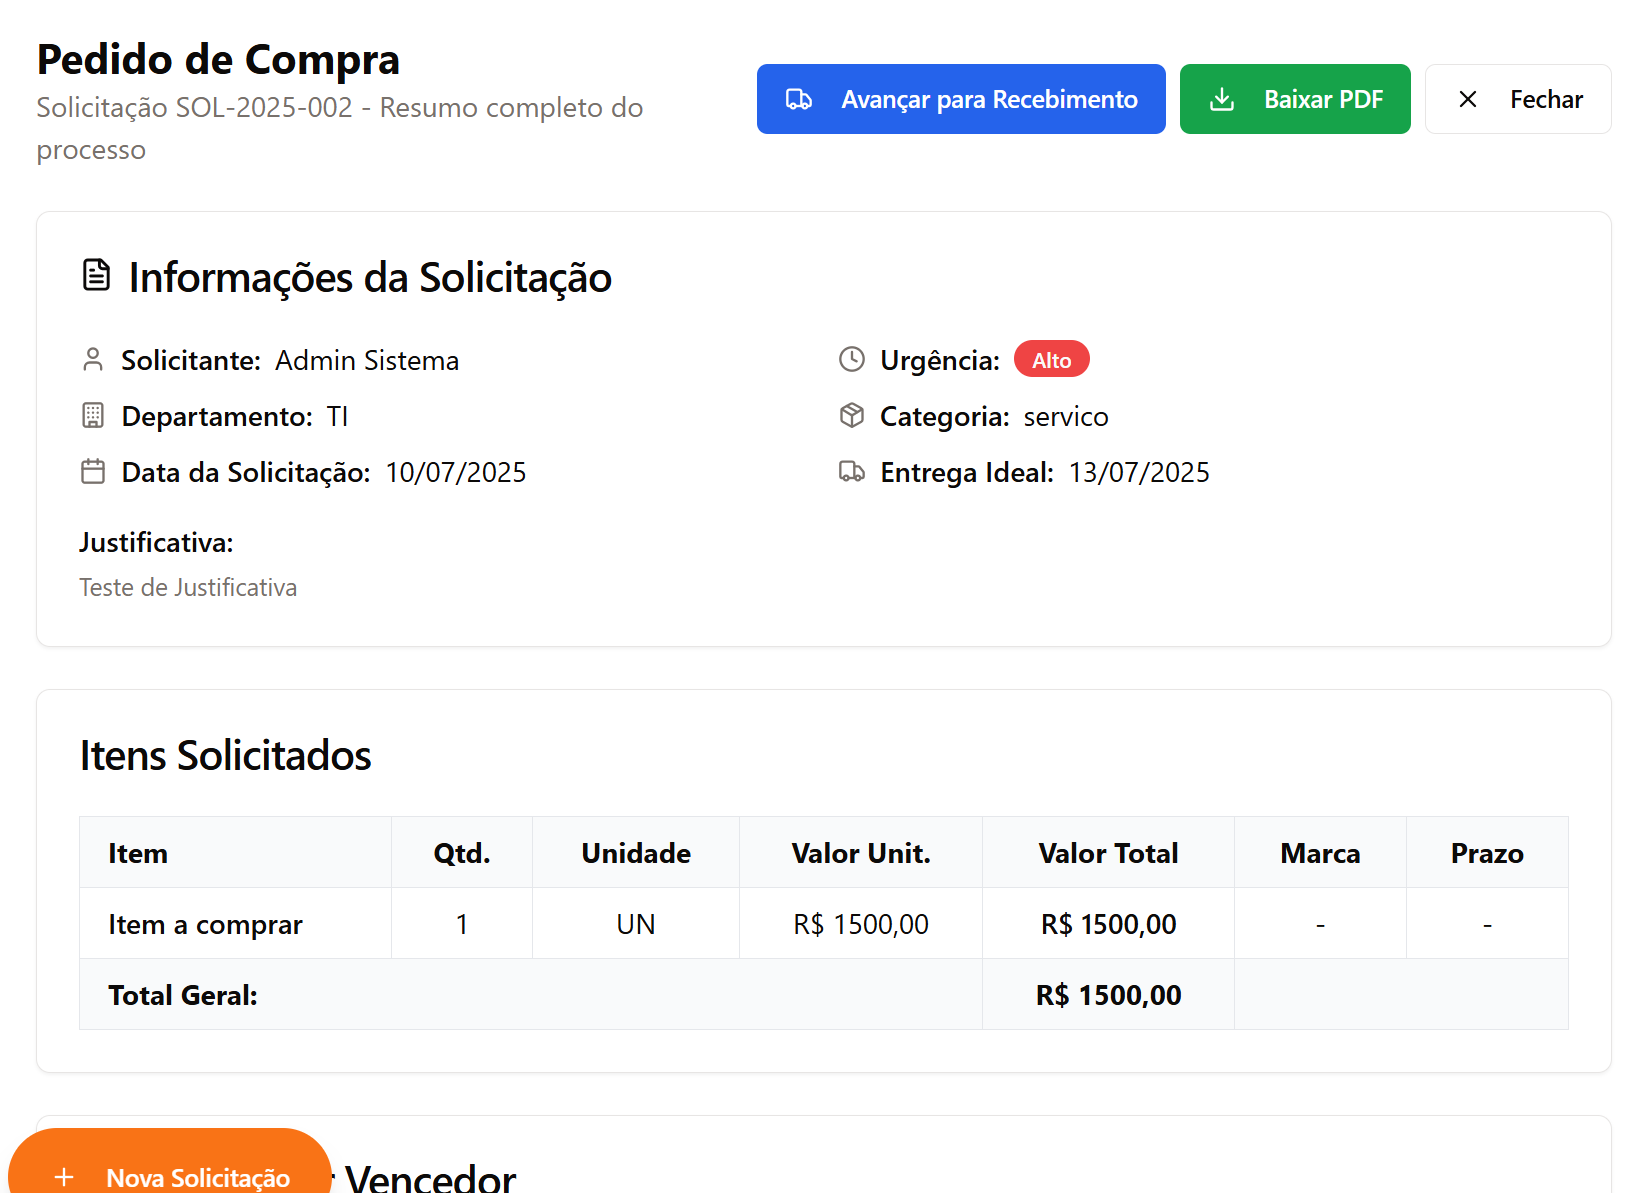 Pedido de Compra
Solicitação SOL-2025-002 - Resumo completo do
processo
Avançar para Recebimento
Baixar PDF
Fechar
Informações da Solicitação
Solicitante: Admin Sistema
Urgência: Alto
Departamento: TI
Categoria: servico
Data da Solicitação: 10/07/2025
Entrega Ideal: 13/07/2025
Justificativa:
Teste de Justificativa
Itens Solicitados
Item Qtd. Unidade Valor Unit. Valor Total Marca Prazo
Item a comprar 1 UN R$ 1500,00 R$ 1500,00 - -
Total Geral: R$ 1500,00
Nova Solicitação
Vencedor